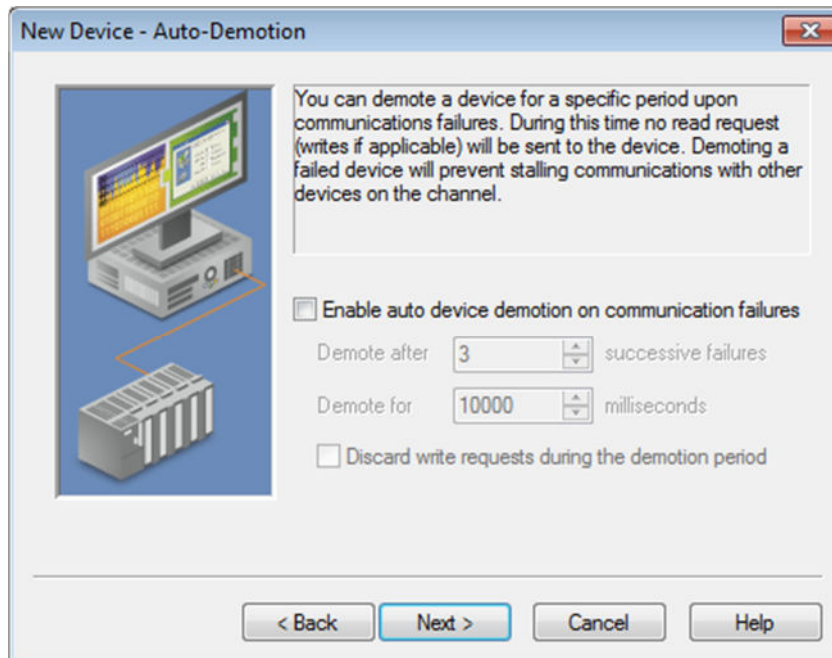 New Device - Auto-Demotion
You can demote a device for a specific period upon
communications failures. During this time no read request
(writes if applicable) will be sent to the device. Demoting a
failed device will prevent stalling communications with other
devices on the channel.
Enable auto device demotion on communication failures
Demote after 3 successive failures
Demote for 10000 milliseconds
Discard write requests during the demotion period
< Back Next > Cancel Help